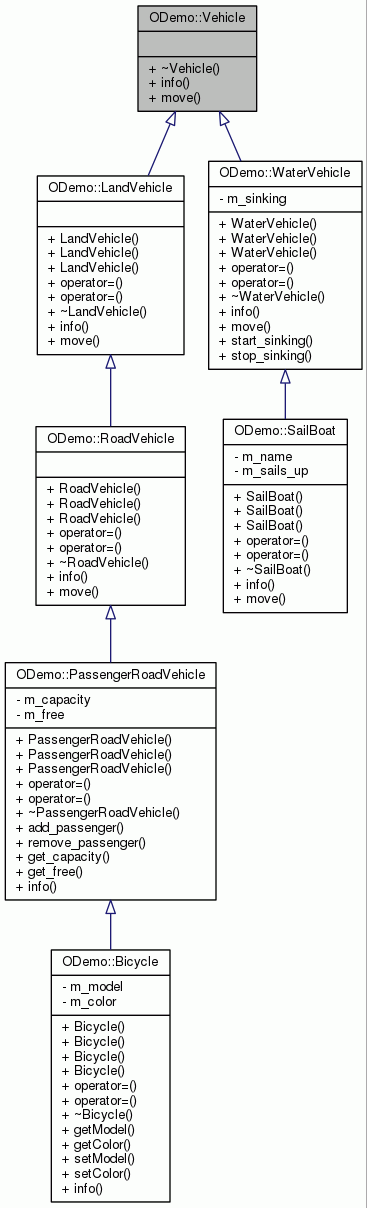 ODemo::Vehicle
+ ~Vehicle()
+ info()
+ move()
ODemo::LandVehicle
+ LandVehicle()
+ LandVehicle()
+ LandVehicle()
+ operator=()
+ operator=()
+ ~LandVehicle()
+ info()
+ move()
ODemo::WaterVehicle
- m_sinking
+ WaterVehicle()
+ WaterVehicle()
+ WaterVehicle()
+ operator=()
+ operator=()
+ ~WaterVehicle()
+ info()
+ move()
+ start_sinking()
+ stop_sinking()
ODemo::RoadVehicle
+ RoadVehicle()
+ RoadVehicle()
+ RoadVehicle()
+ operator=()
+ operator=()
+ ~RoadVehicle()
+ info()
+ move()
ODemo::SailBoat
- m_name
- m_sails_up
+ SailBoat()
+ SailBoat()
+ SailBoat()
+ operator=()
+ operator=()
+ ~SailBoat()
+ info()
+ move()
ODemo::PassengerRoadVehicle
- m_capacity
- m_free
+ PassengerRoadVehicle()
+ PassengerRoadVehicle()
+ PassengerRoadVehicle()
+ operator=()
+ operator=()
+ ~PassengerRoadVehicle()
+ add_passenger()
+ remove_passenger()
+ get_capacity()
+ get_free()
+ info()
ODemo::Bicycle
- m_model
- m_color
+ Bicycle()
+ Bicycle()
+ Bicycle()
+ Bicycle()
+ operator=()
+ operator=()
+ ~Bicycle()
+ getModel()
+ getColor()
+ setModel()
+ setColor()
+ info()